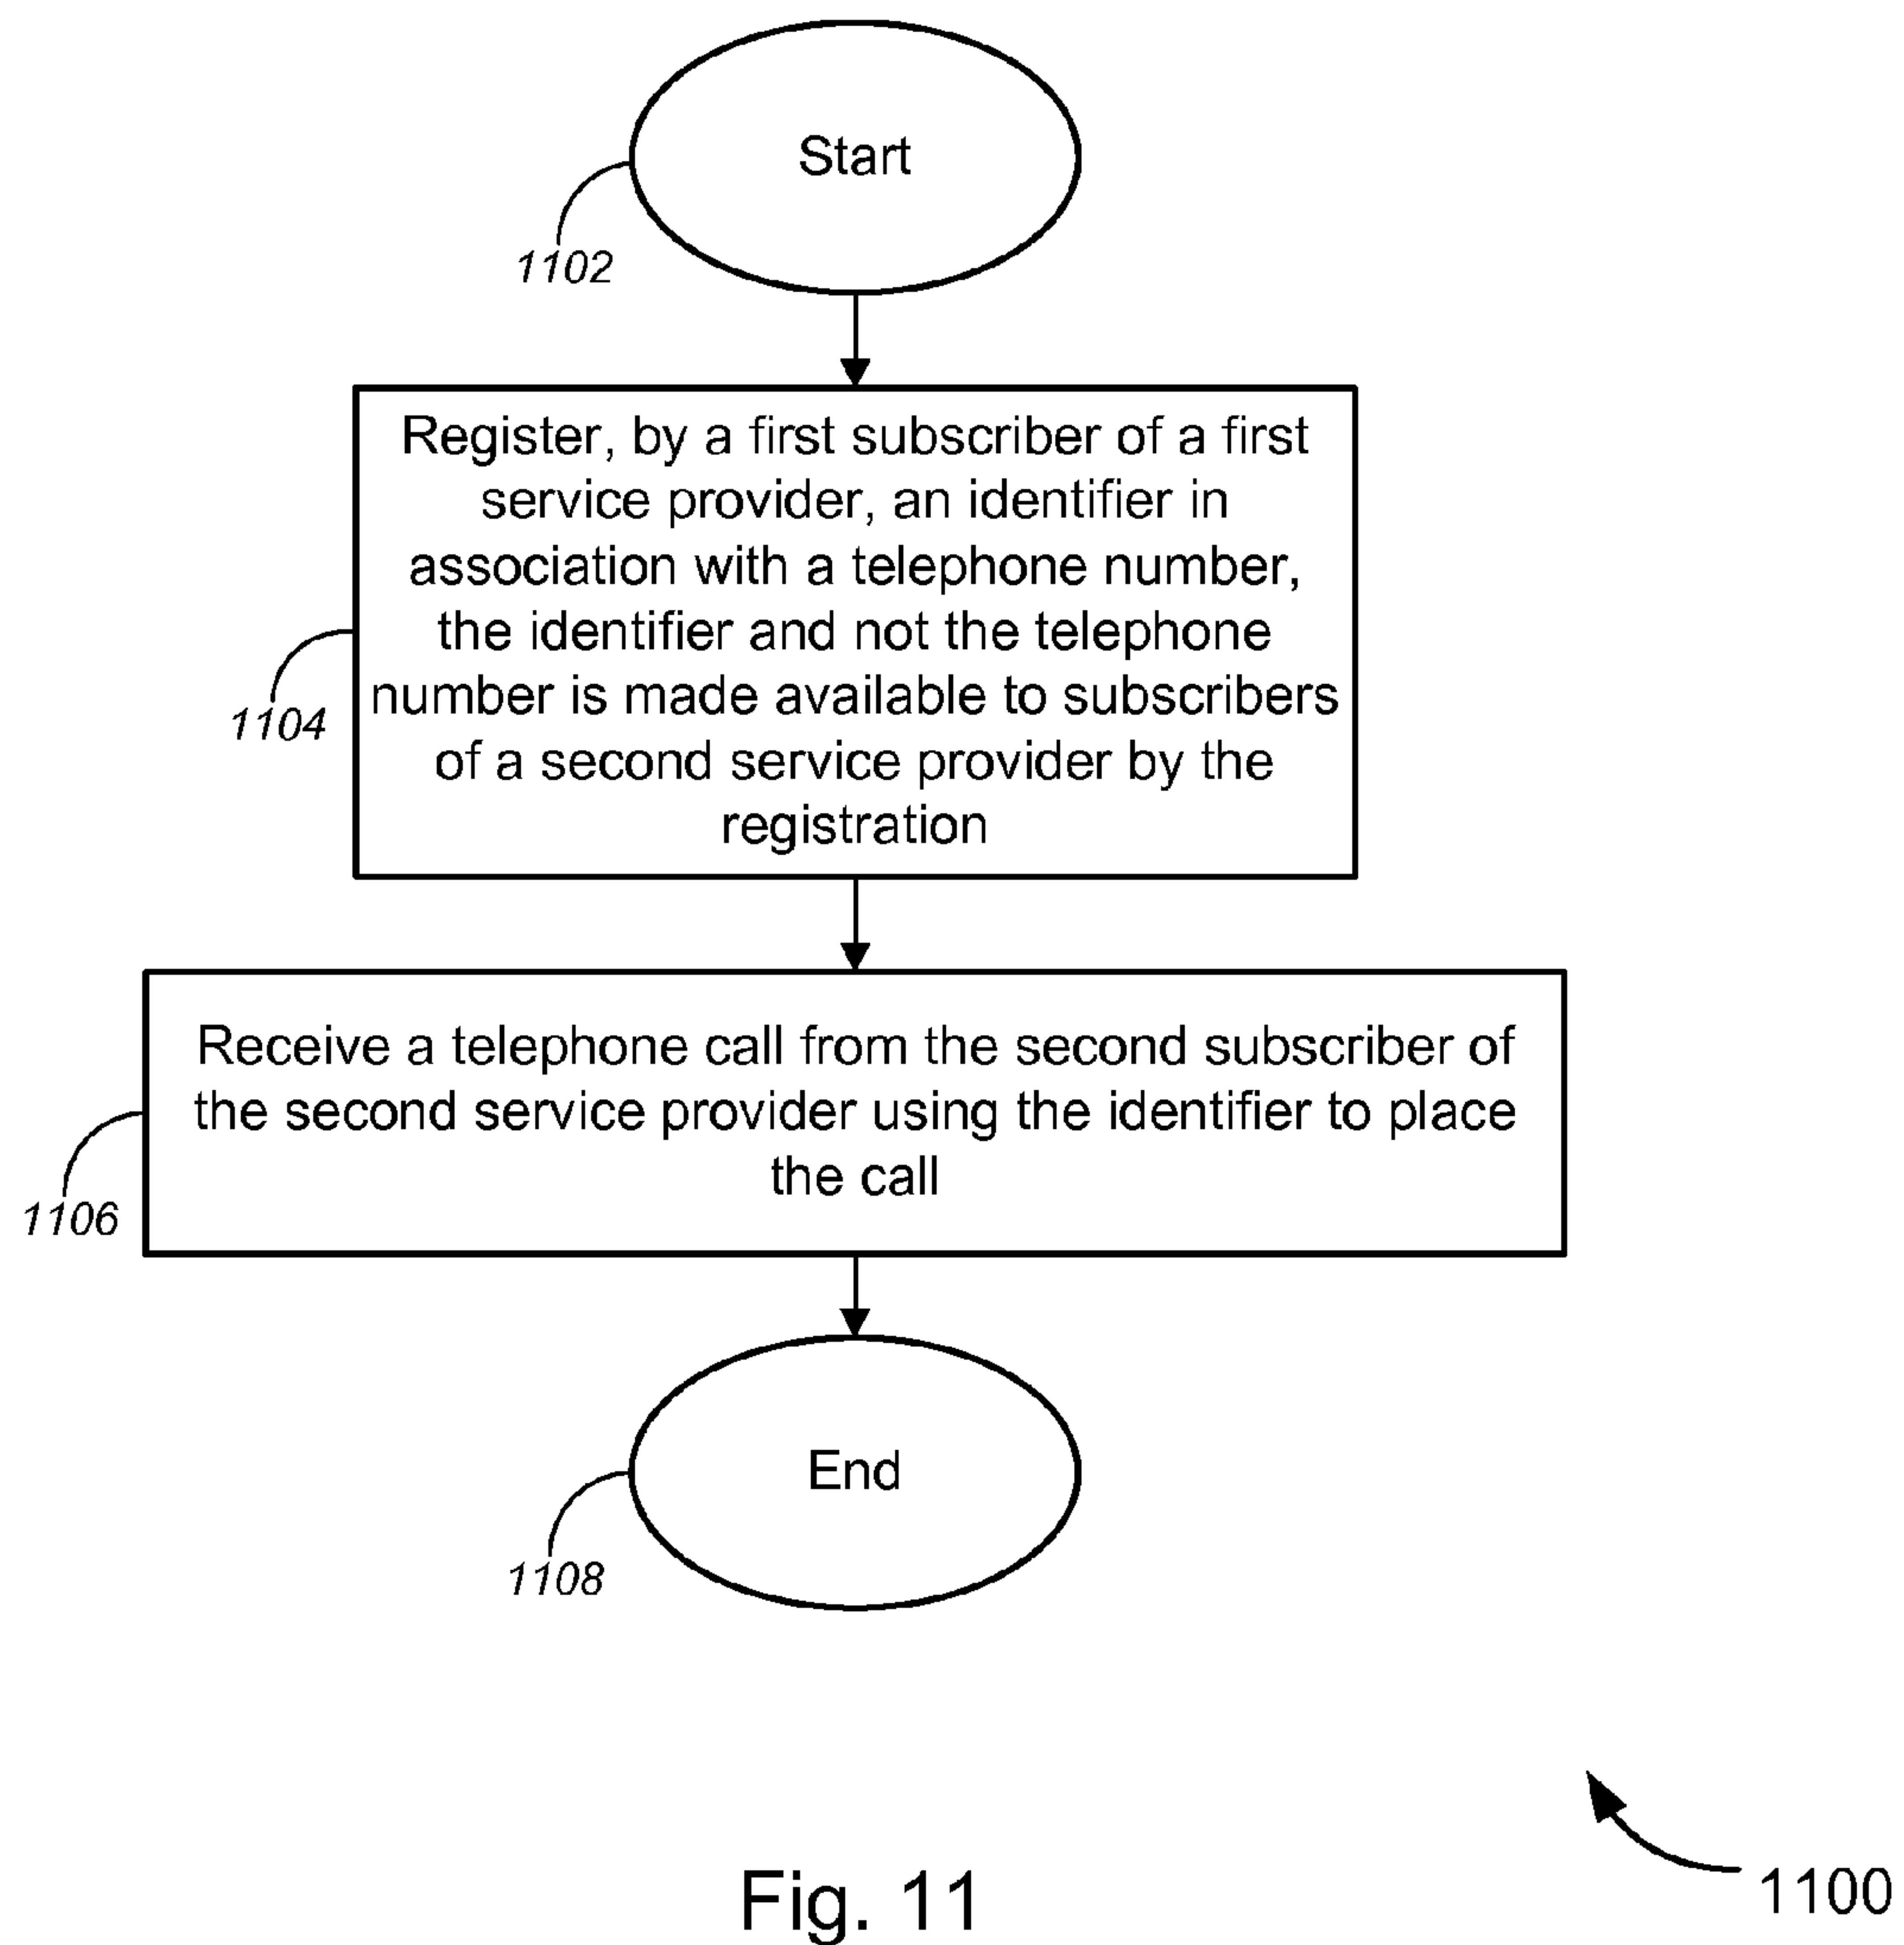 Start
1102
Register, by a first subscriber of a first
service provider, an identifier in
association with a telephone number,
the identifier and not the telephone
number is made available to subscribers
of a second service provider by the
registration
1104
Receive a telephone call from the second subscriber of
the second service provider using the identifier to place
the call
1106
End
1108
Fig. 11
1100